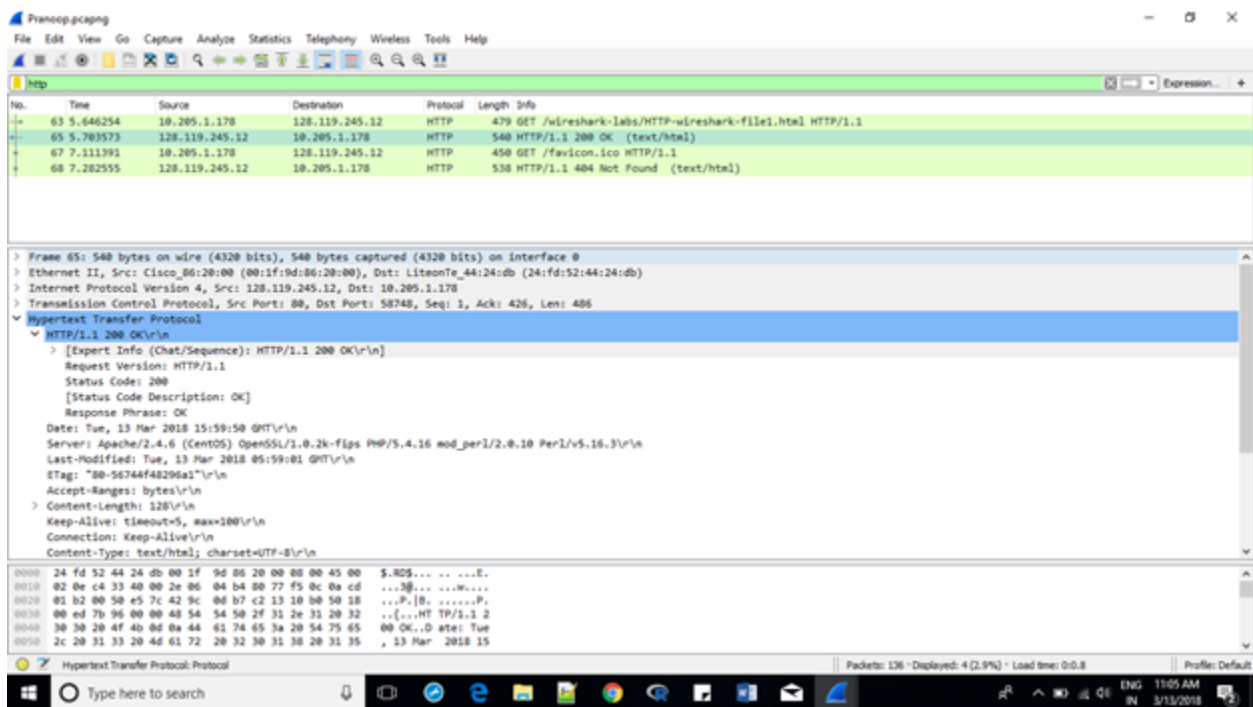 Pranoop.pcapng
File Edit View Go Capture Analyze Statistics Telephony Wireless Tools Help
http Expression... +
No. Time Source Destination Protocol Length Info
63 5.646254 10.205.1.178 128.119.245.12 HTTP 479 GET /wireshark-labs/HTTP-wireshark-file1.html HTTP/1.1
65 5.703573 128.119.245.12 10.205.1.178 HTTP 540 HTTP/1.1 200 OK (text/html)
67 7.111391 10.205.1.178 128.119.245.12 HTTP 450 GET /favicon.ico HTTP/1.1
68 7.282555 128.119.245.12 10.205.1.178 HTTP 538 HTTP/1.1 404 Not Found (text/html)
> Frame 65: 540 bytes on wire (4320 bits), 540 bytes captured (4320 bits) on interface 0
> Ethernet II, Src: Cisco_86:20:00 (00:1f:9d:86:20:00), Dst: LiteonTe_44:24:db (24:fd:52:44:24:db)
> Internet Protocol Version 4, Src: 128.119.245.12, Dst: 10.205.1.178
> Transmission Control Protocol, Src Port: 80, Dst Port: 58748, Seq: 1, Ack: 426, Len: 486
Hypertext Transfer Protocol
HTTP/1.1 200 OK\r\n
> [Expert Info (Chat/Sequence): HTTP/1.1 200 OK\r\n]
Request Version: HTTP/1.1
Status Code: 200
[Status Code Description: OK]
Response Phrase: OK
Date: Tue, 13 Mar 2018 15:59:50 GMT\r\n
Server: Apache/2.4.6 (CentOS) OpenSSL/1.0.2k-fips PHP/5.4.16 mod_perl/2.0.10 Perl/v5.16.3\r\n
Last-Modified: Tue, 13 Mar 2018 05:59:01 GMT\r\n
ETag: "80-56744f48296a1"\r\n
Accept-Ranges: bytes\r\n
> Content-Length: 128\r\n
Keep-Alive: timeout=5, max=100\r\n
Connection: Keep-Alive\r\n
Content-Type: text/html; charset=UTF-8\r\n
0000 24 fd 52 44 24 db 00 1f 9d 86 20 00 08 00 45 00 $.RD$... .. ...E.
0010 02 0e c4 33 40 00 2e 06 04 b4 80 77 f5 0c 0a cd ...3@... ...w....
0020 01 b2 00 50 e5 7c 42 9c 0d b7 c2 13 10 b0 50 18 ...P.|B. ......P.
0030 00 ed 7b 96 00 00 48 54 54 50 2f 31 2e 31 20 32 ..{...HT TP/1.1 2
0040 30 30 20 4f 4b 0d 0a 44 61 74 65 3a 20 54 75 65 00 OK..D ate: Tue
0050 2c 20 31 33 20 4d 61 72 20 32 30 31 38 20 31 35 , 13 Mar 2018 15
Hypertext Transfer Protocol: Protocol Packets: 136 · Displayed: 4 (2.9%) · Load time: 0:0.8 Profile: Default
Type here to search ENG 11:05 AM
IN 3/13/2018